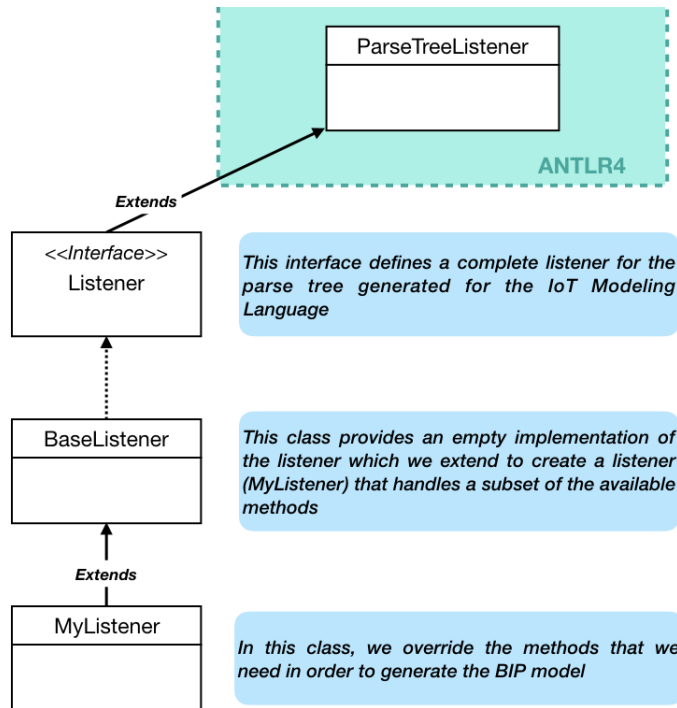 ParseTreeListener
ANTLR4
Extends
<<Interface>>
Listener
This interface defines a complete listener for the
parse tree generated for the IoT Modeling
Language
BaseListener
This class provides an empty implementation of
the listener which we extend to create a listener
(MyListener) that handles a subset of the available
methods
Extends
MyListener
In this class, we override the methods that we
need in order to generate the BIP model